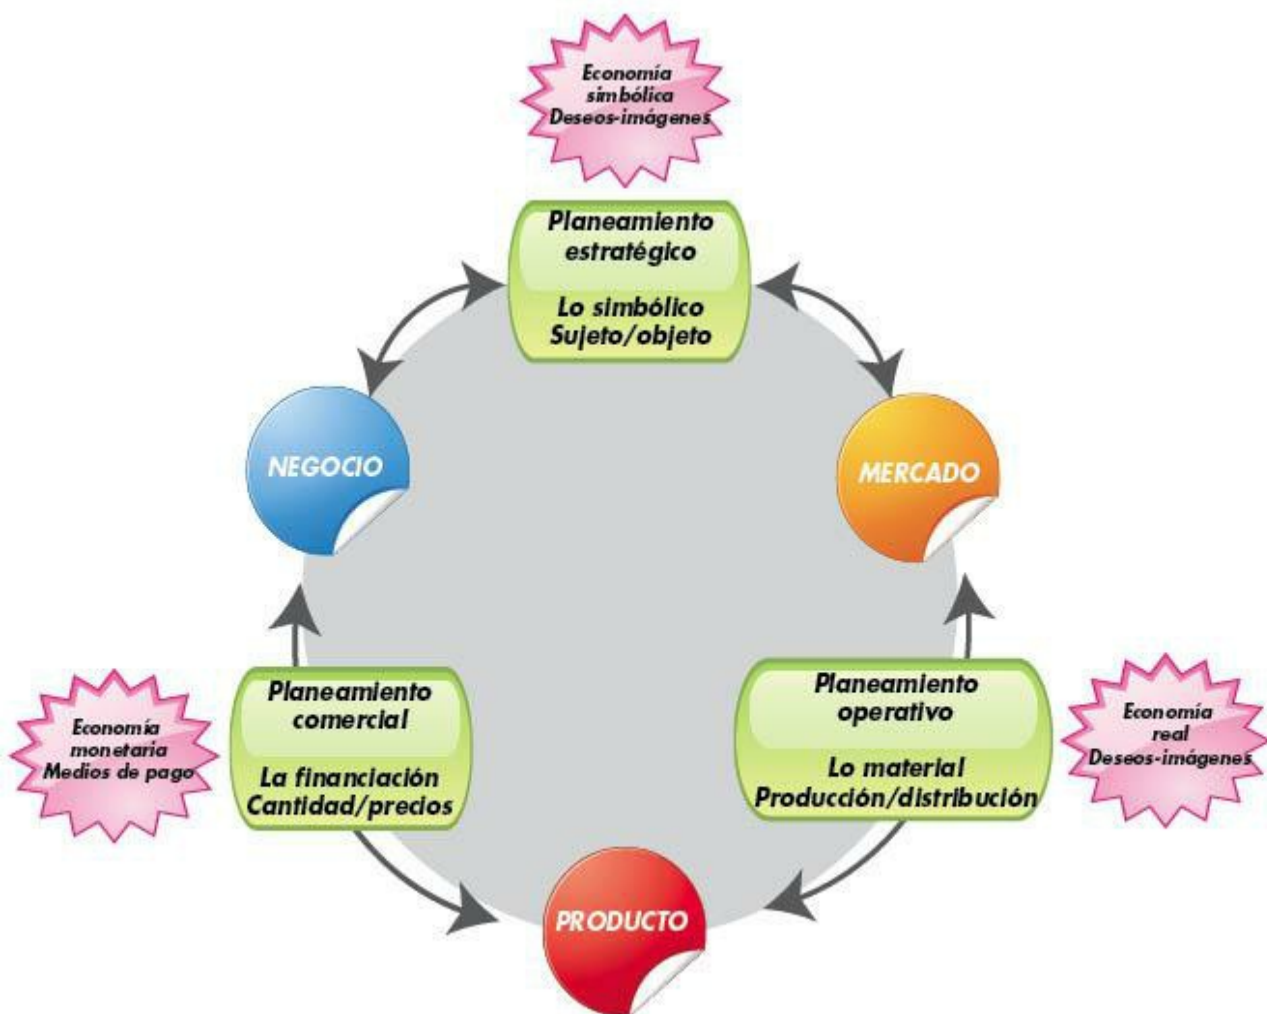 Economía
simbólica
Deseos-imágenes
Planeamiento
estratégico
Lo simbólico
Sujeto/objeto
NEGOCIO
MERCADO
Economía
monetaria
Medios de pago
Planeamiento
comercial
La financiación
Cantidad/precios
Planeamiento
operativo
Lo material
Producción/distribución
Economía
real
Deseos-imágenes
PRODUCTO